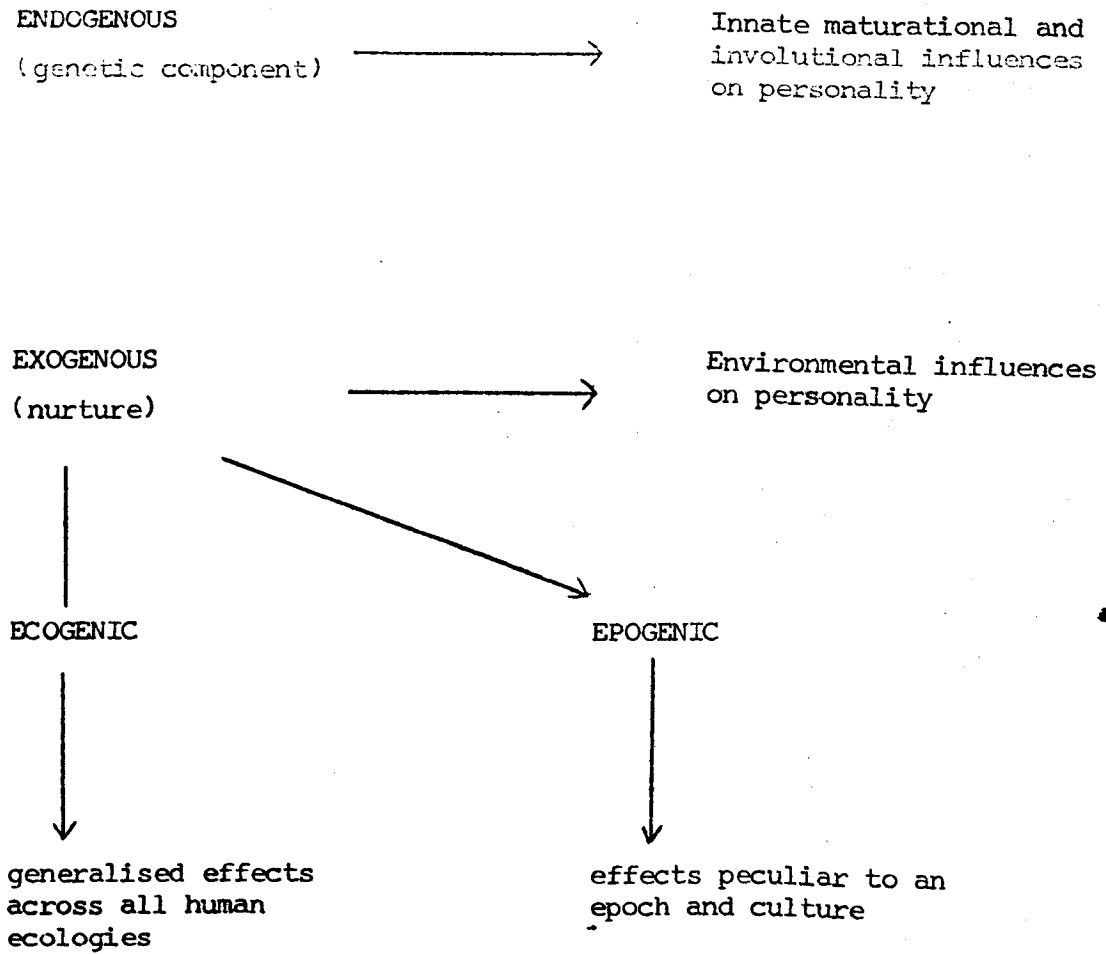 ENDOGENOUS
(genetic component)
Innate maturational and
involutional influences
on personality
EXOGENOUS
(nurture)
Environmental influences
on personality
ECOGENIC
EPOGENIC
generalised effects
across all human
ecologies
effects peculiar to an
epoch and culture